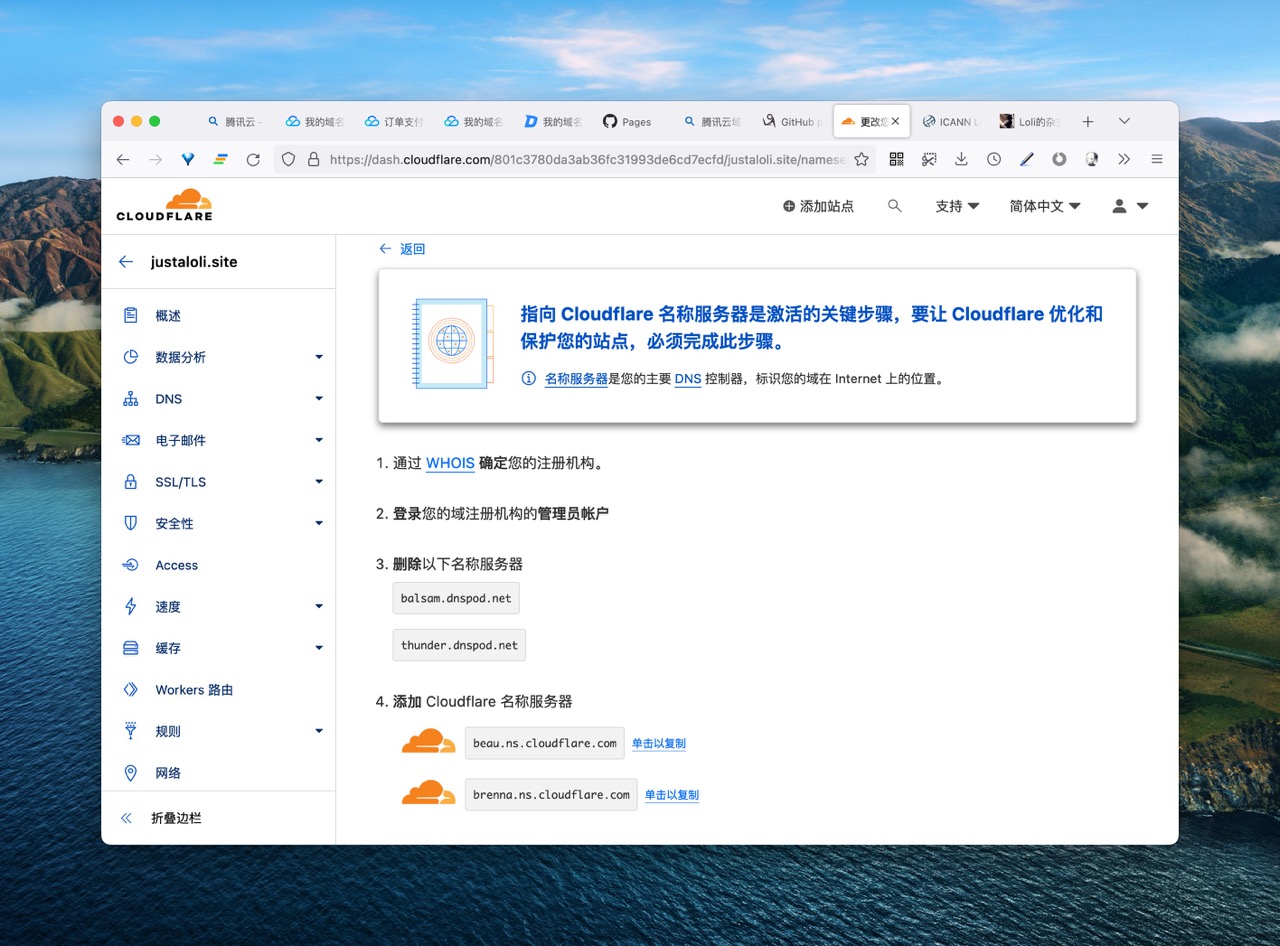 腾讯云 -
我的域名
订单支付
我的域名
我的域名
Pages
腾讯云域
GitHub p
更改您
ICANN L
Loli的杂
https://dash.cloudflare.com/801c3780da3ab36fc31993de6cd7ecfd/justaloli.site/namese
CLOUDFLARE
添加站点
支持
简体中文
justaloli.site
返回
指向 Cloudflare 名称服务器是激活的关键步骤，要让 Cloudflare 优化和
保护您的站点，必须完成此步骤。
名称服务器是您的主要 DNS 控制器，标识您的域在 Internet 上的位置。
概述
数据分析
DNS
电子邮件
SSL/TLS
安全性
Access
速度
缓存
Workers 路由
规则
网络
折叠边栏
1. 通过 WHOIS 确定您的注册机构。
2. 登录您的域注册机构的管理员帐户
3. 删除以下名称服务器
balsam.dnspod.net
thunder.dnspod.net
4. 添加 Cloudflare 名称服务器
beau.ns.cloudflare.com 单击以复制
brenna.ns.cloudflare.com 单击以复制